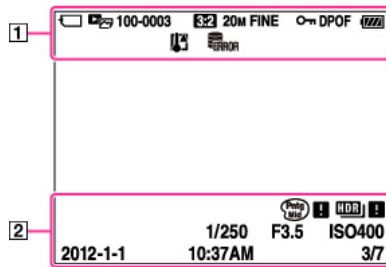 1
100-0003 3:2 20M FINE DPOF
ERROR
2
Pntg Mid ! HDR !
1/250 F3.5 ISO400
2012-1-1 10:37AM 3/7